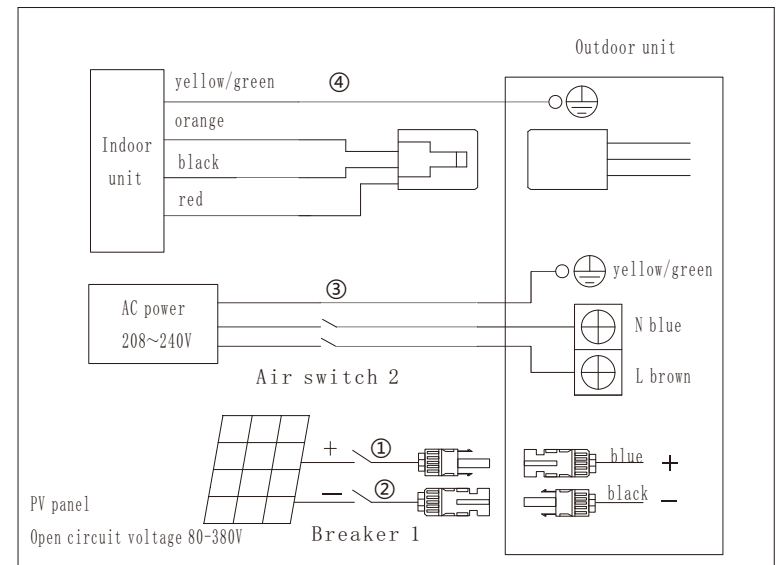 Outdoor unit
yellow/green
④
orange
Indoor
unit
black
red
yellow/green
③
AC power
208～240V
N blue
L brown
Air switch 2
+
①
blue
+
—
②
black
—
PV panel
Open circuit voltage 80-380V
Breaker 1